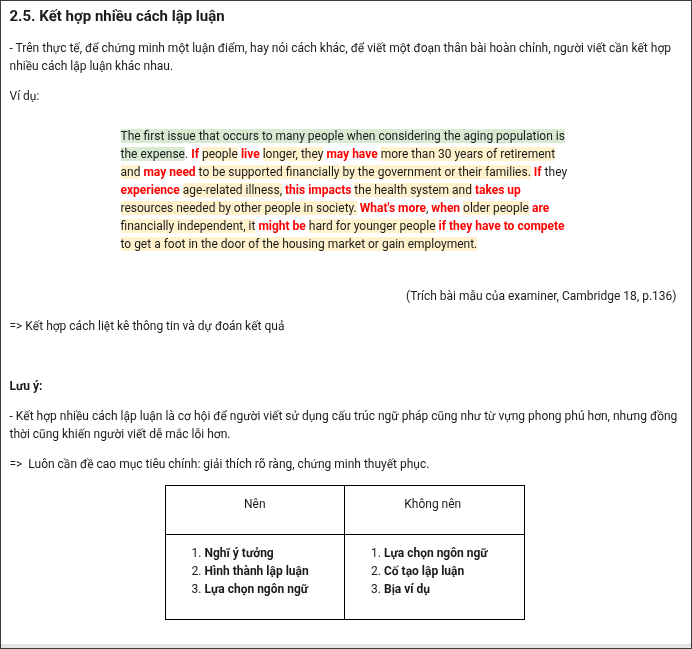 2.5. Kết hợp nhiều cách lập luận
- Trên thực tế, để chứng minh một luận điểm, hay nói cách khác, để viết một đoạn thân bài hoàn chỉnh, người viết cần kết hợp
nhiều cách lập luận khác nhau.
Ví dụ:
The first issue that occurs to many people when considering the aging population is
the expense. If people live longer, they may have more than 30 years of retirement
and may need to be supported financially by the government or their families. If they
experience age-related illness, this impacts the health system and takes up
resources needed by other people in society. What's more, when older people are
financially independent, it might be hard for younger people if they have to compete
to get a foot in the door of the housing market or gain employment.
(Trích bài mẫu của examiner, Cambridge 18, p.136)
=> Kết hợp cách liệt kê thông tin và dự đoán kết quả
Lưu ý:
- Kết hợp nhiều cách lập luận là cơ hội để người viết sử dụng cấu trúc ngữ pháp cũng như từ vựng phong phú hơn, nhưng đồng
thời cũng khiến người viết dễ mắc lỗi hơn.
=> Luôn cần đề cao mục tiêu chính: giải thích rõ ràng, chứng minh thuyết phục.
Nên
1. Nghĩ ý tưởng
2. Hình thành lập luận
3. Lựa chọn ngôn ngữ
Không nên
1. Lựa chọn ngôn ngữ
2. Cố tạo lập luận
3. Bịa ví dụ